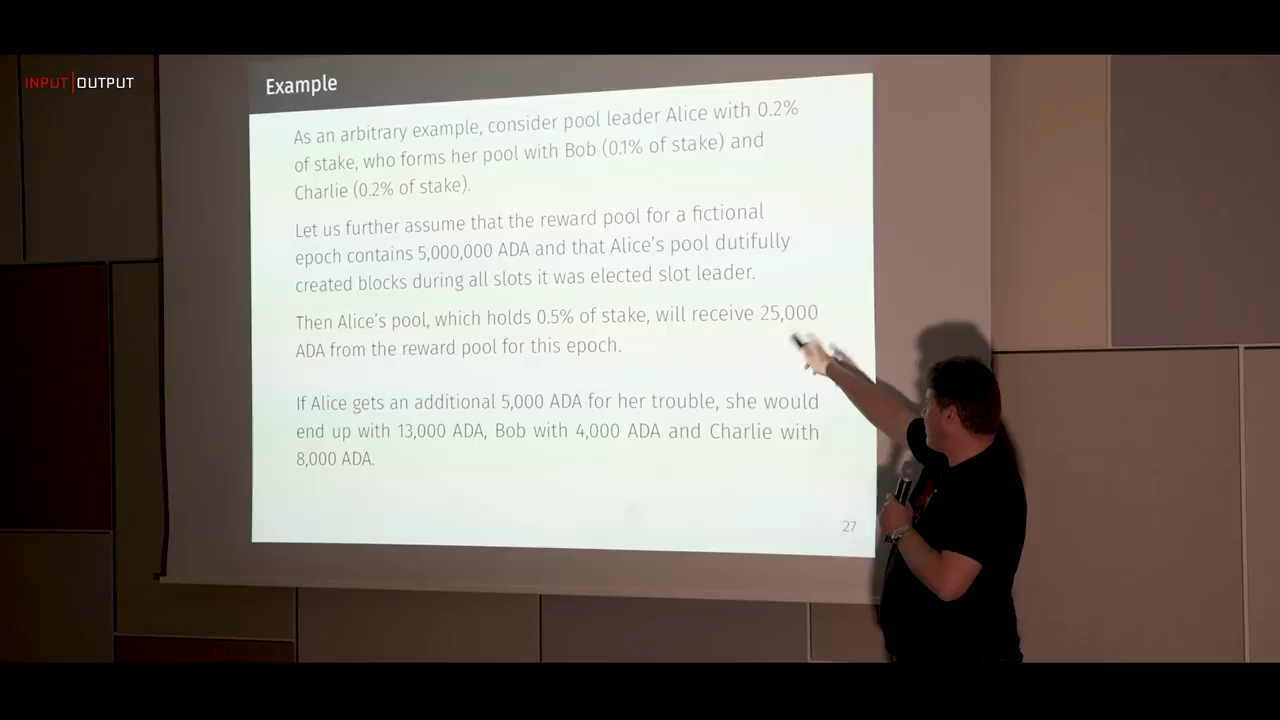 INPUT|OUTPUT
Example
As an arbitrary example, consider pool leader Alice with 0.2%
of stake, who forms her pool with Bob (0.1% of stake) and
Charlie (0.2% of stake).
Let us further assume that the reward pool for a fictional
epoch contains 5,000,000 ADA and that Alice's pool dutifully
created blocks during all slots it was elected slot leader.
Then Alice's pool, which holds 0.5% of stake, will receive 25,000
ADA from the reward pool for this epoch.
If Alice gets an additional 5,000 ADA for her trouble, she would
end up with 13,000 ADA, Bob with 4,000 ADA and Charlie with
8,000 ADA.
27